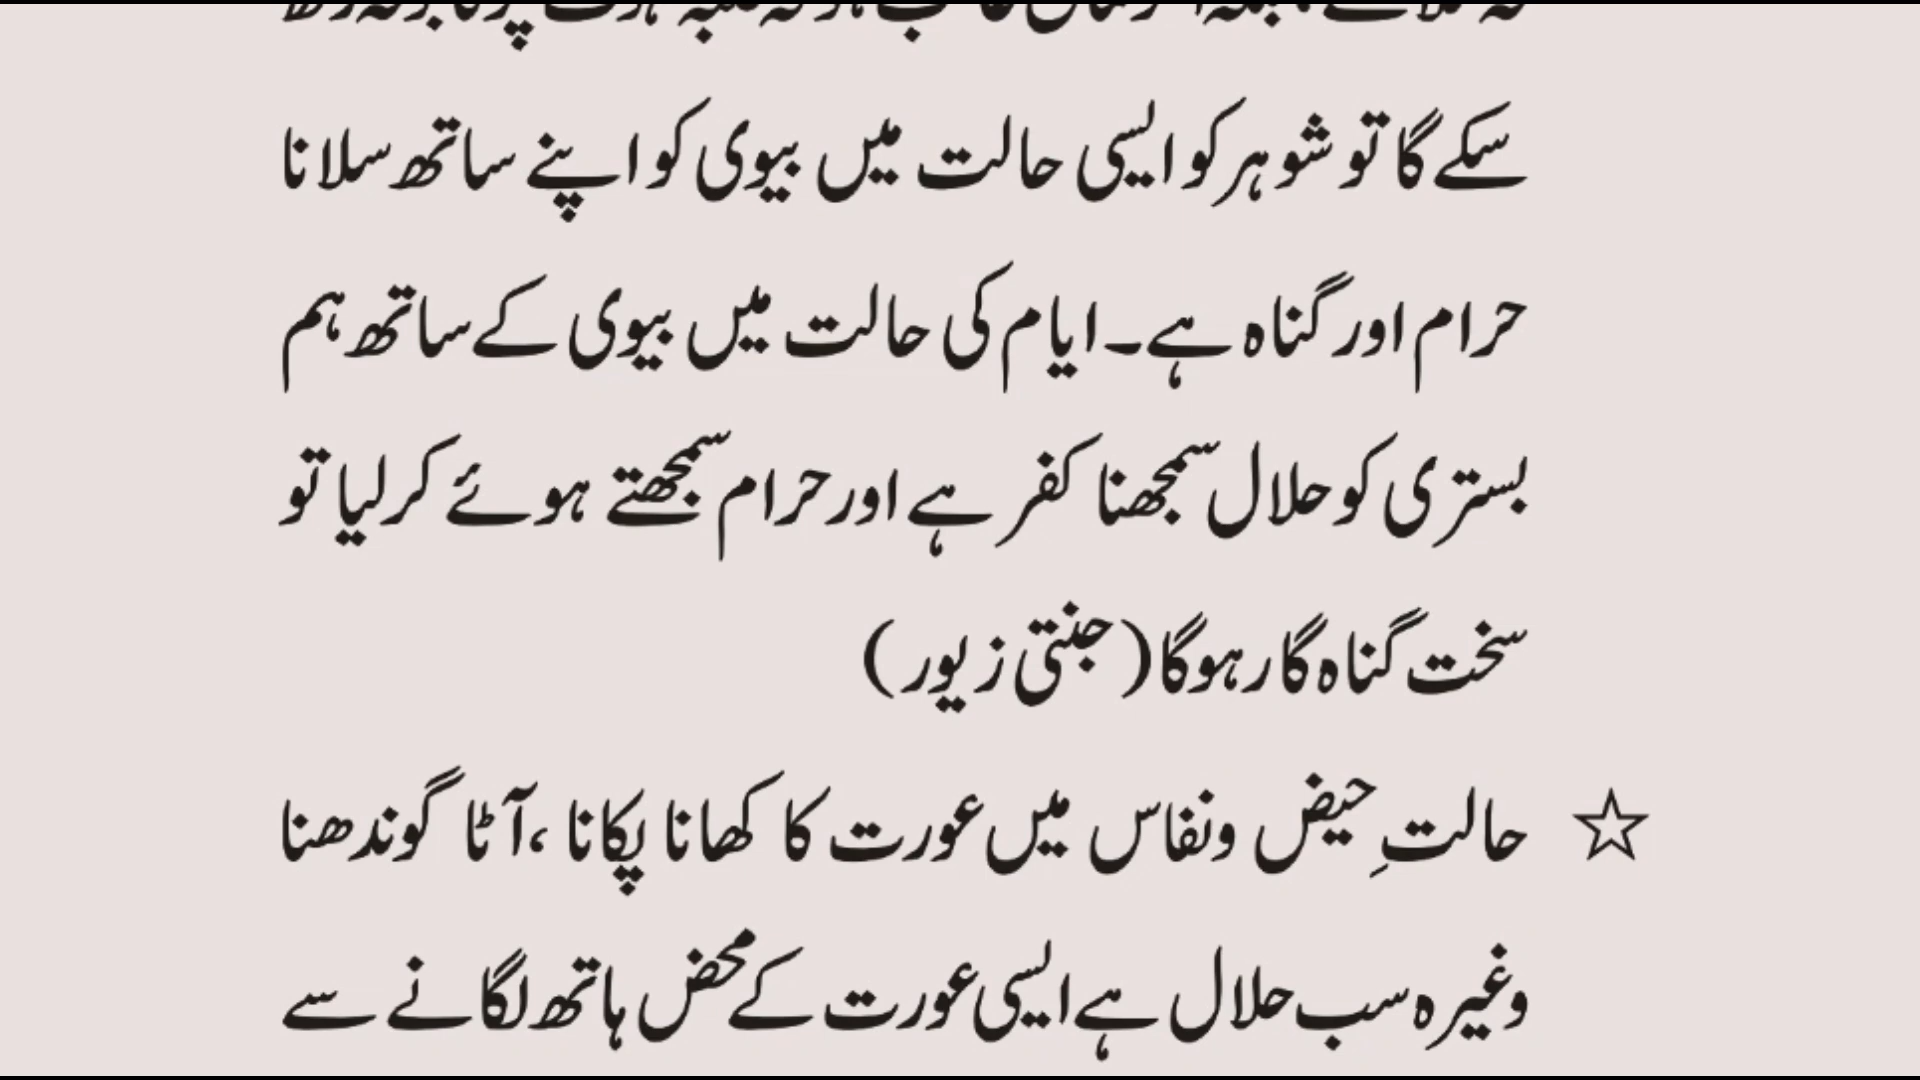 سکے گا تو شوہر کو ایسی حالت میں بیوی کو اپنے ساتھ سلانا
حرام اور گناہ ہے۔ ایام کی حالت میں بیوی کے ساتھ ہم
بستری کو حلال سمجھنا کفر ہے اور حرام سمجھتے ہوئے کر لیا تو
سخت گناہ گار ہوگا (جنتی زیور)
☆ حالتِ حیض ونفاس میں عورت کا کھانا پکانا ،آٹا گوندھنا
وغیرہ سب حلال ہے ایسی عورت کے محض ہاتھ لگانے سے